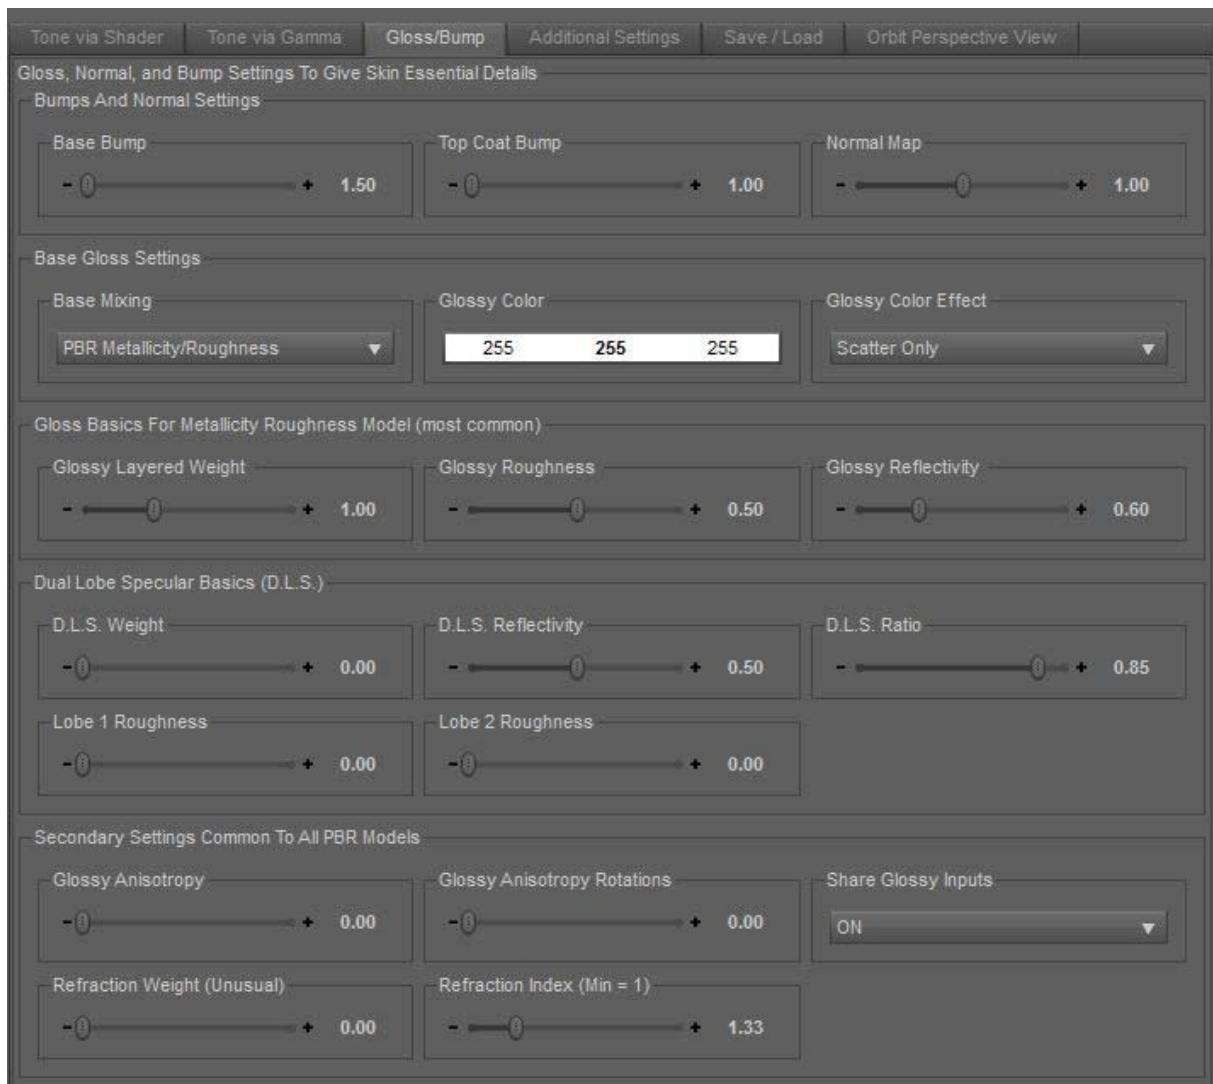 Tone via Shader Tone via Gamma Gloss/Bump Additional Settings Save / Load Orbit Perspective View
Gloss, Normal, and Bump Settings To Give Skin Essential Details
Bumps And Normal Settings
Base Bump Top Coat Bump Normal Map
- + 1.50 - + 1.00 - + 1.00
Base Gloss Settings
Base Mixing Glossy Color Glossy Color Effect
PBR Metallicity/Roughness 255 255 255 Scatter Only
Gloss Basics For Metallicity Roughness Model (most common)
Glossy Layered Weight Glossy Roughness Glossy Reflectivity
- + 1.00 - + 0.50 - + 0.60
Dual Lobe Specular Basics (D.L.S.)
D.L.S. Weight D.L.S. Reflectivity D.L.S. Ratio
- + 0.00 - + 0.50 - + 0.85
Lobe 1 Roughness Lobe 2 Roughness
- + 0.00 - + 0.00
Secondary Settings Common To All PBR Models
Glossy Anisotropy Glossy Anisotropy Rotations Share Glossy Inputs
- + 0.00 - + 0.00 ON
Refraction Weight (Unusual) Refraction Index (Min = 1)
- + 0.00 - + 1.33